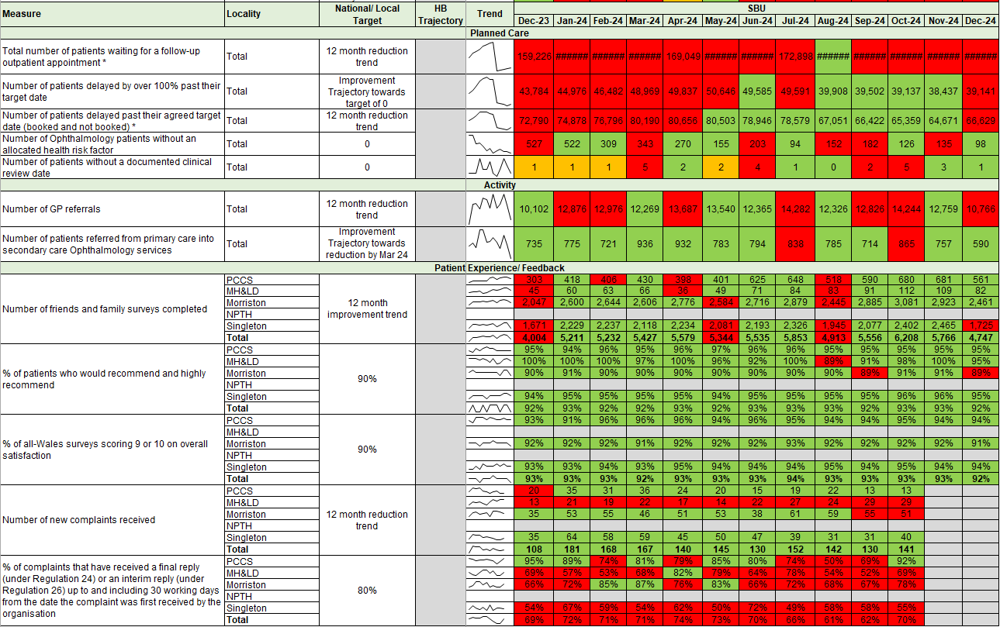 Measure Locality National/ Local Target HB Trajectory Trend SBU
Dec-23 Jan-24 Feb-24 Mar-24 Apr-24 May-24 Jun-24 Jul-24 Aug-24 Sep-24 Oct-24 Nov-24 Dec-24
Planned Care
Total number of patients waiting for a follow-up outpatient appointment * Total 12 month reduction trend 159,226 ###### ###### ###### 169,049 ###### ###### 172,898 ###### ###### ###### ###### ######
Number of patients delayed by over 100% past their target date Total Improvement Trajectory towards target of 0 43,784 44,976 46,482 48,969 49,837 50,646 49,585 49,591 39,908 39,502 39,137 38,437 39,141
Number of patients delayed past their agreed target date (booked and not booked) * Total 12 month reduction trend 72,790 74,878 76,796 80,190 80,656 80,503 78,946 78,579 67,051 66,422 65,359 64,671 66,629
Number of Ophthalmology patients without an allocated health risk factor Total 0 527 522 309 343 270 155 203 94 152 182 126 135 98
Number of patients without a documented clinical review date Total 0 1 1 1 5 2 2 4 1 0 2 5 3 1
Activity
Number of GP referrals Total 12 month reduction trend 10,102 12,876 12,976 12,269 13,687 13,540 12,365 14,282 12,326 12,826 14,244 12,759 10,766
Number of patients referred from primary care into secondary care Ophthalmology services Total Improvement Trajectory towards reduction by Mar 24 735 775 721 936 932 783 794 838 785 714 865 757 590
Patient Experience/ Feedback
Number of friends and family surveys completed 12 month improvement trend
PCCS 303 418 406 430 398 401 625 648 518 590 680 681 561
MH&LD 45 60 63 66 36 49 71 84 83 91 112 109 82
Morriston 2,047 2,600 2,644 2,606 2,776 2,584 2,716 2,879 2,445 2,885 3,081 2,923 2,461
NPTH
Singleton 1,671 2,229 2,237 2,118 2,234 2,081 2,193 2,326 1,945 2,077 2,402 2,465 1,725
Total 4,004 5,211 5,232 5,427 5,579 5,344 5,535 5,853 4,913 5,556 6,208 5,766 4,747
% of patients who would recommend and highly recommend 90%
PCCS 95% 94% 96% 95% 96% 97% 96% 96% 95% 95% 95% 95% 95%
MH&LD 100% 100% 100% 97% 100% 96% 92% 100% 89% 91% 98% 100% 95%
Morriston 90% 91% 90% 90% 90% 90% 90% 90% 90% 89% 91% 91% 89%
NPTH
Singleton 94% 95% 95% 95% 95% 94% 95% 95% 95% 95% 96% 96% 95%
Total 92% 93% 92% 92% 93% 92% 93% 93% 93% 92% 93% 93% 92%
% of all-Wales surveys scoring 9 or 10 on overall satisfaction 90%
PCCS 93% 91% 96% 96% 96% 94% 96% 95% 94% 94% 95% 94% 94%
MH&LD
Morriston 92% 92% 92% 91% 92% 92% 92% 93% 92% 92% 92% 92% 91%
NPTH
Singleton 93% 93% 94% 93% 95% 94% 94% 94% 95% 94% 95% 94% 94%
Total 93% 93% 93% 92% 93% 93% 93% 94% 93% 93% 93% 93% 92%
Number of new complaints received 12 month reduction trend
PCCS 20 35 31 36 24 20 15 19 22 13 13
MH&LD 13 21 19 22 17 14 22 27 24 29 29
Morriston 35 53 55 46 51 53 38 61 59 55 51
NPTH
Singleton 35 64 58 59 45 50 47 39 31 31 40
Total 108 181 168 167 140 145 130 152 142 130 141
% of complaints that have received a final reply (under Regulation 24) or an interim reply (under Regulation 26) up to and including 30 working days from the date the complaint was first received by the organisation 80%
PCCS 95% 89% 74% 81% 79% 85% 80% 74% 50% 69% 92%
MH&LD 69% 57% 53% 68% 82% 79% 64% 78% 54% 52% 69%
Morriston 66% 72% 85% 87% 76% 83% 66% 72% 68% 67% 78%
NPTH
Singleton 54% 67% 59% 54% 62% 50% 72% 49% 58% 58% 55%
Total 69% 72% 71% 71% 74% 73% 70% 66% 61% 62% 70%